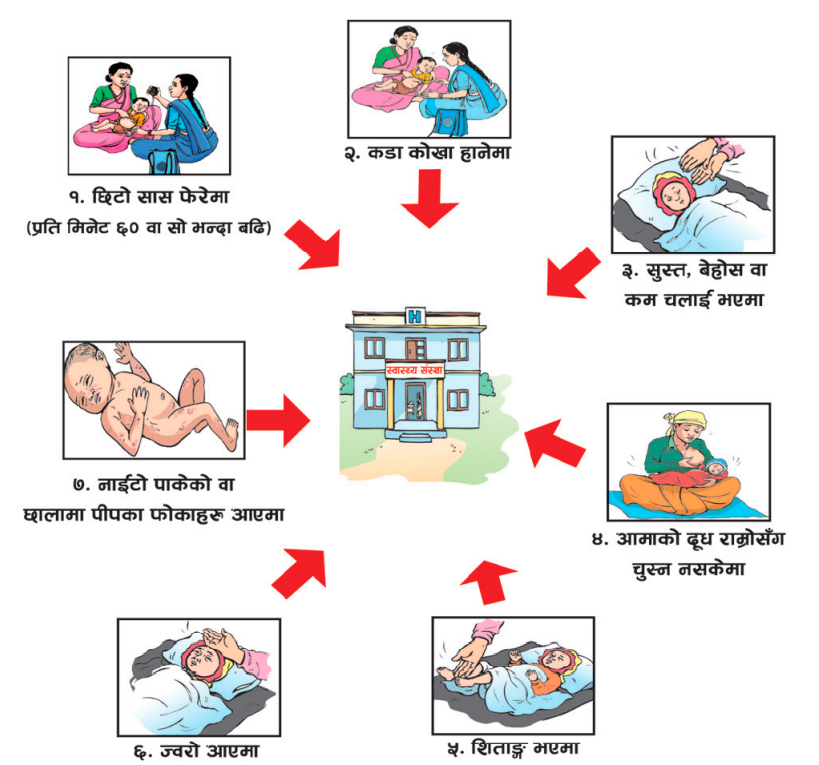 १. छिटो सास फेरेमा
(प्रति मिनेट ६० वा सो भन्दा बढि)
२. कडा कोखा हानेमा
३. सुस्त, बेहोस वा
कम चलाई भएमा
H
स्वास्थ्य संस्था
४. आमाको दूध राम्रोसँग
चुस्न नसकेमा
५. शिताङ्ग भएमा
६. ज्वरो आएमा
७. नाईटो पाकेको वा
छालामा पीपका फोकाहरू आएमा